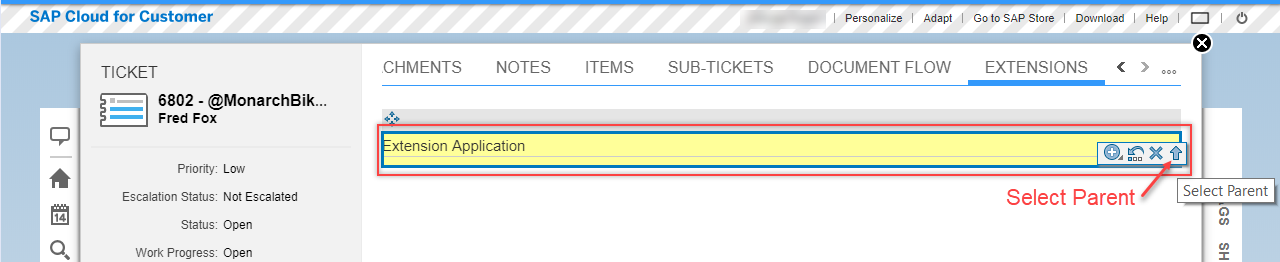 SAP Cloud for Customer
Personalize
Adapt
Go to SAP Store
Download
Help
TICKET
6802 - @MonarchBik...
Fred Fox
Priority: Low
Escalation Status: Not Escalated
Status: Open
Work Progress: Open
14
CHMENTS
NOTES
ITEMS
SUB-TICKETS
DOCUMENT FLOW
EXTENSIONS
Extension Application
Select Parent
Select Parent
AGS
SH